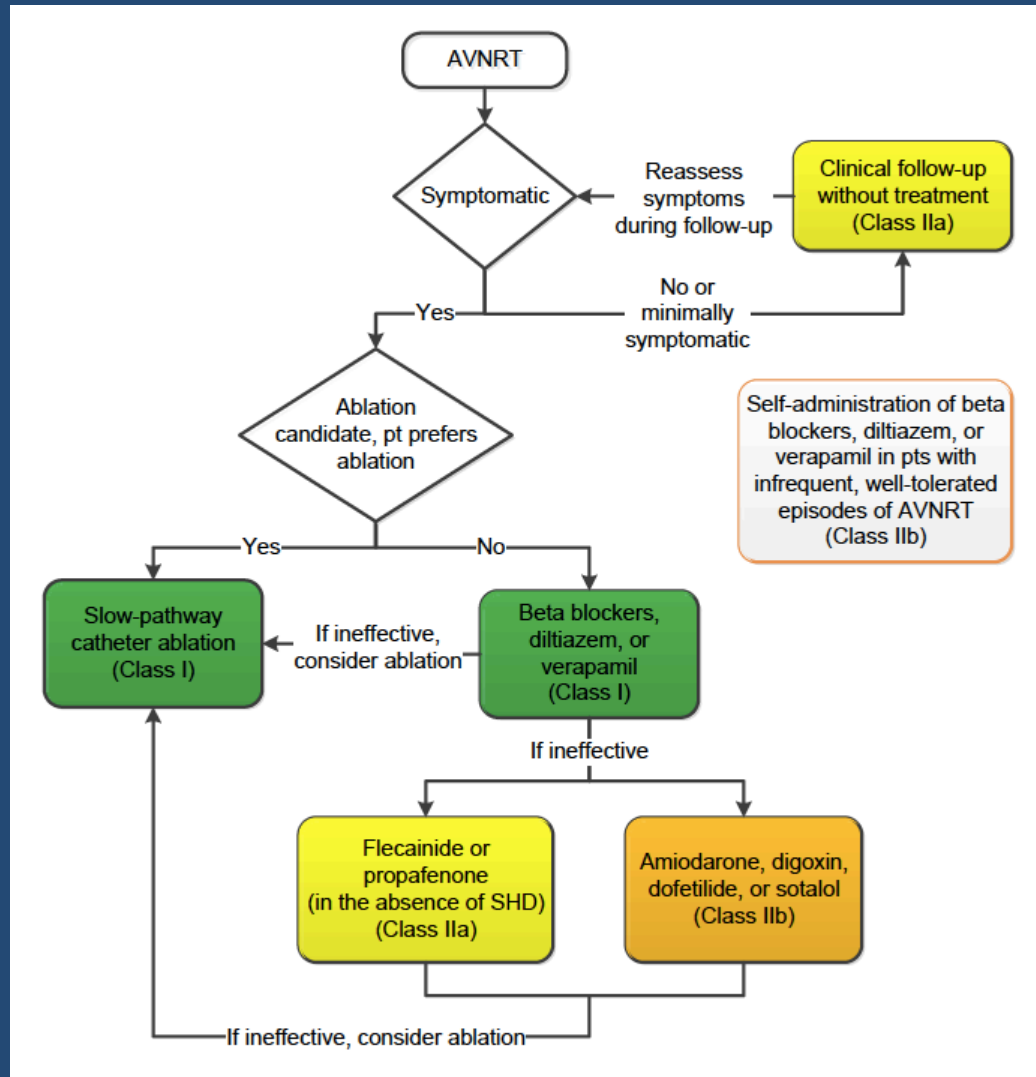 AVNRT
Symptomatic
Reassess
symptoms
during follow-up
Clinical follow-up
without treatment
(Class IIa)
Yes
No or
minimally
symptomatic
Ablation
candidate, pt prefers
ablation
Self-administration of beta
blockers, diltiazem, or
verapamil in pts with
infrequent, well-tolerated
episodes of AVNRT
(Class IIb)
Yes
No
Slow-pathway
catheter ablation
(Class I)
If ineffective,
consider ablation
Beta blockers,
diltiazem, or
verapamil
(Class I)
If ineffective
Flecainide or
propafenone
(in the absence of SHD)
(Class IIa)
Amiodarone, digoxin,
dofetilide, or sotalol
(Class IIb)
If ineffective, consider ablation